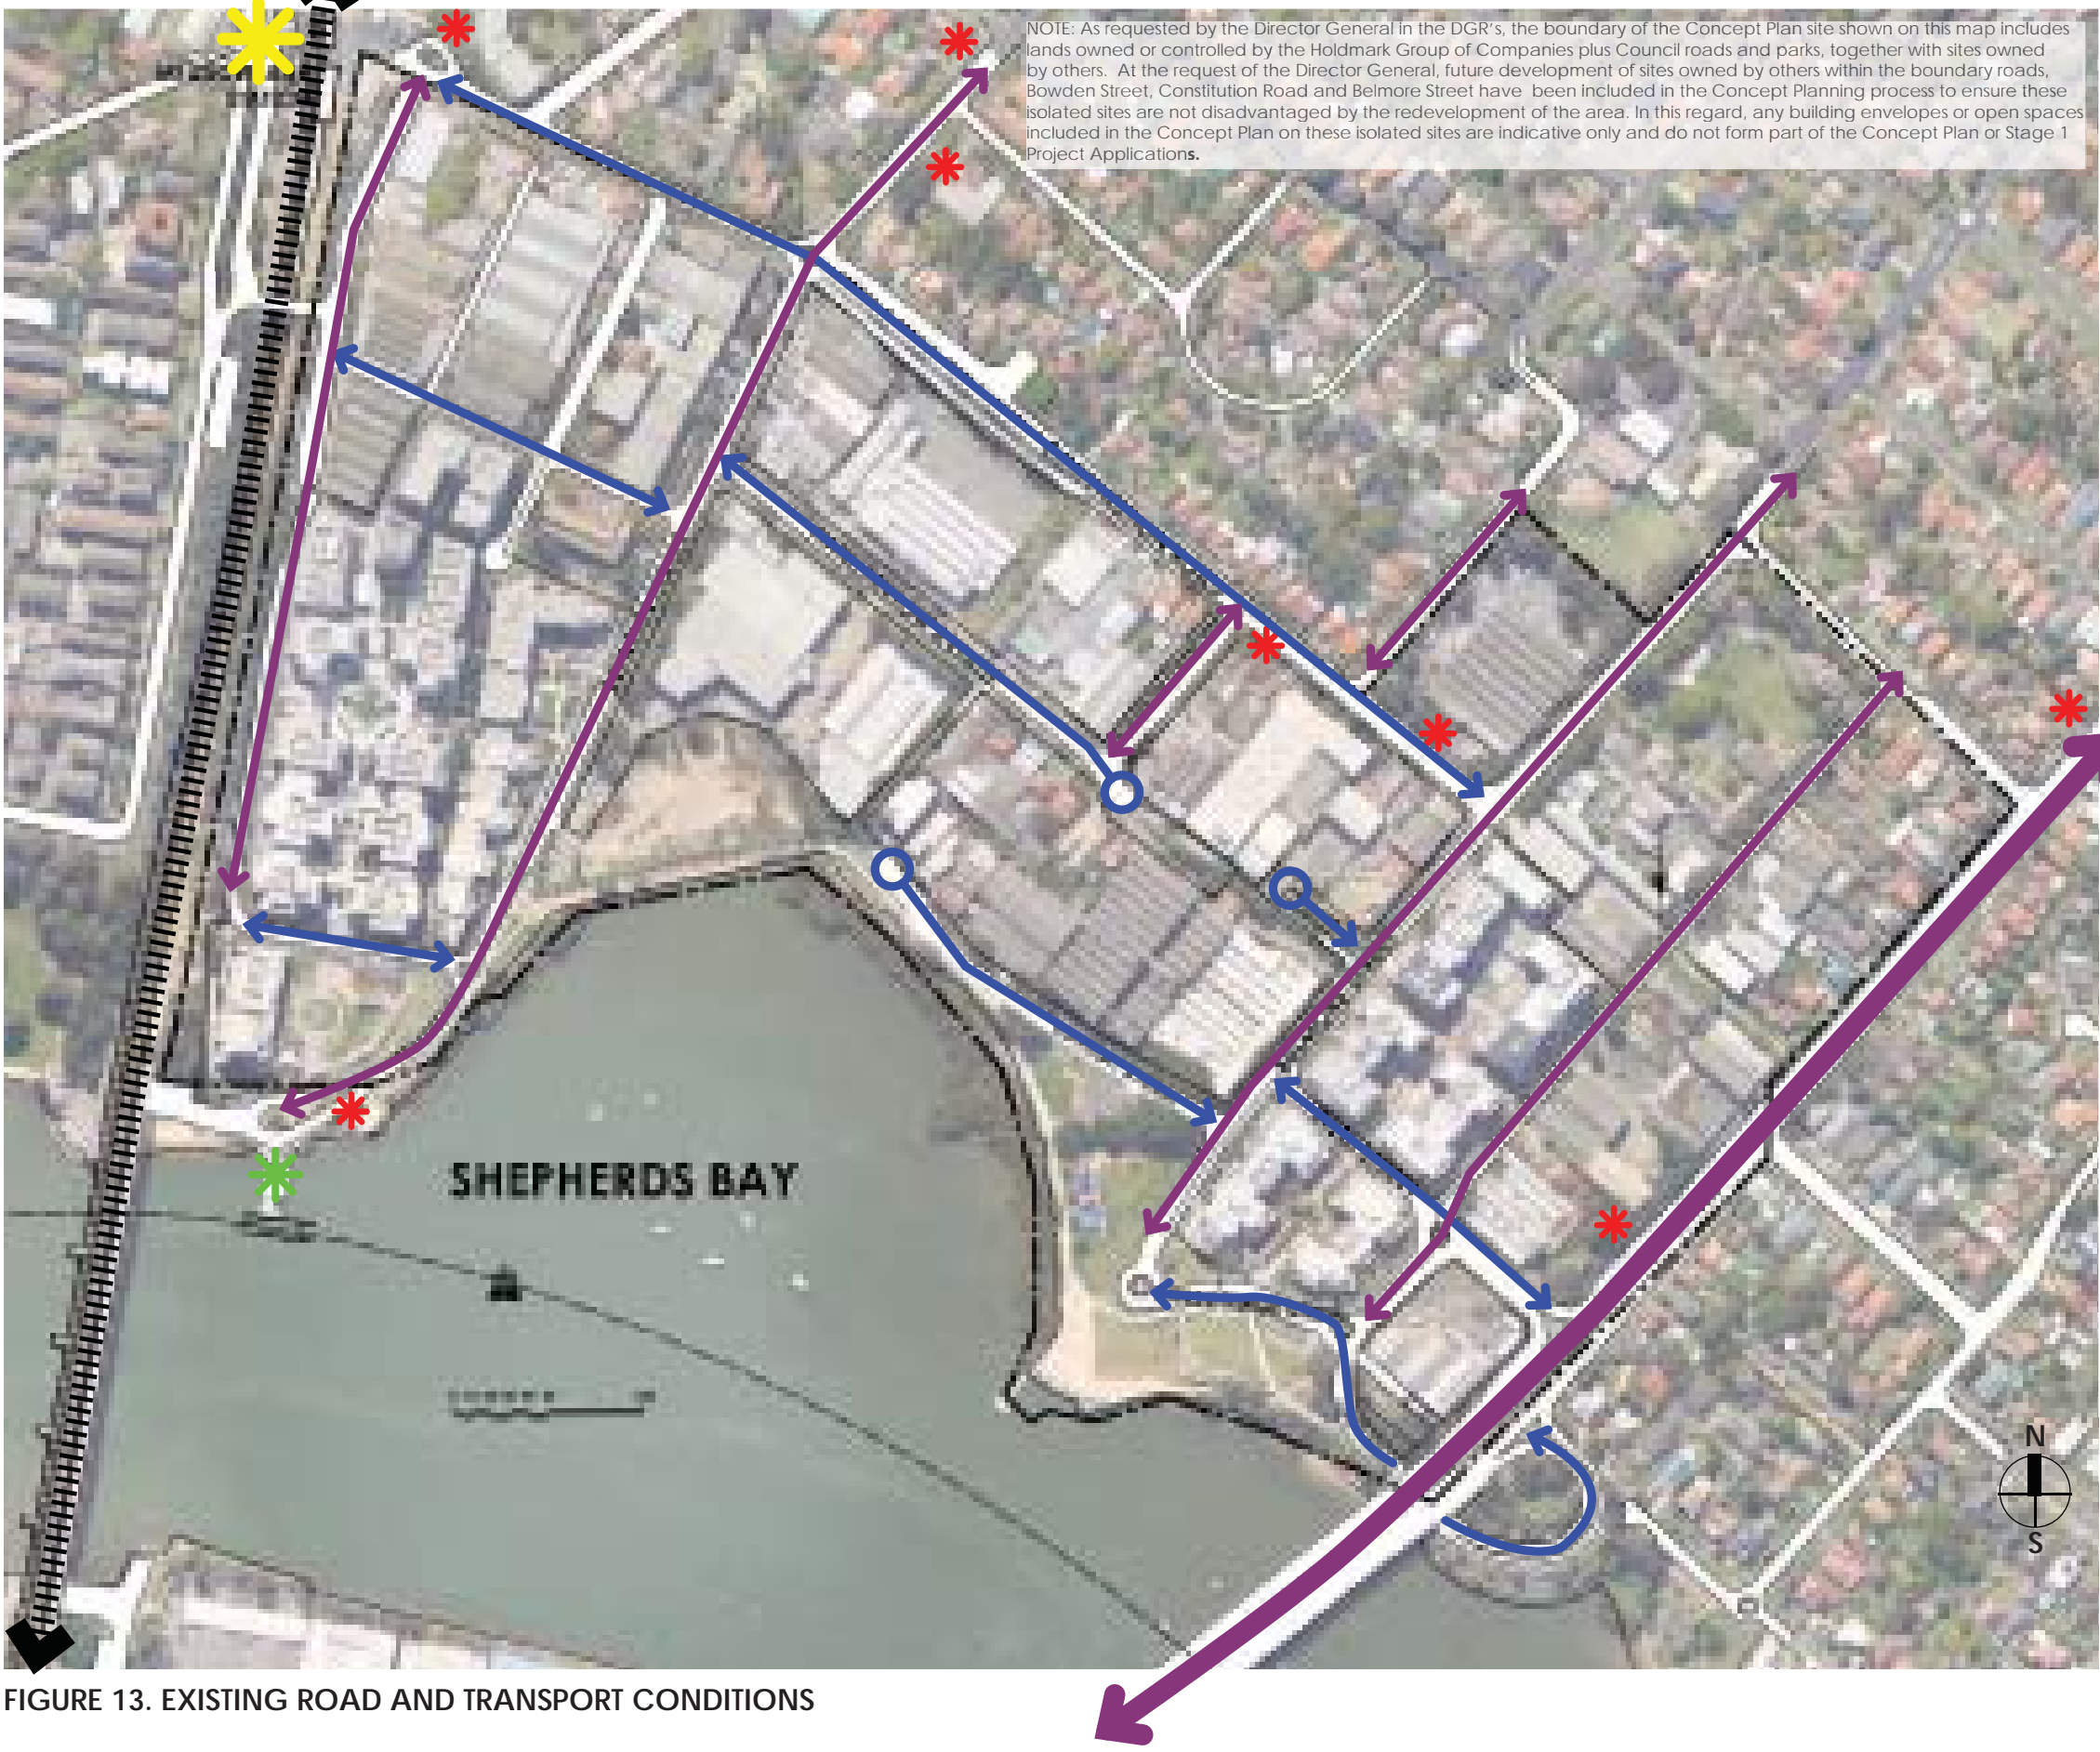 NOTE: As requested by the Director General in the DGR's, the boundary of the Concept Plan site shown on this map includes
lands owned or controlled by the Holdmark Group of Companies plus Council roads and parks, together with sites owned
by others. At the request of the Director General, future development of sites owned by others within the boundary roads,
Bowden Street, Constitution Road and Belmore Street have been included in the Concept Planning process to ensure these
isolated sites are not disadvantaged by the redevelopment of the area. In this regard, any building envelopes or open spaces
included in the Concept Plan on these isolated sites are indicative only and do not form part of the Concept Plan or Stage 1
Project Applications.
SHEPHERDS BAY
N
S
FIGURE 13. EXISTING ROAD AND TRANSPORT CONDITIONS